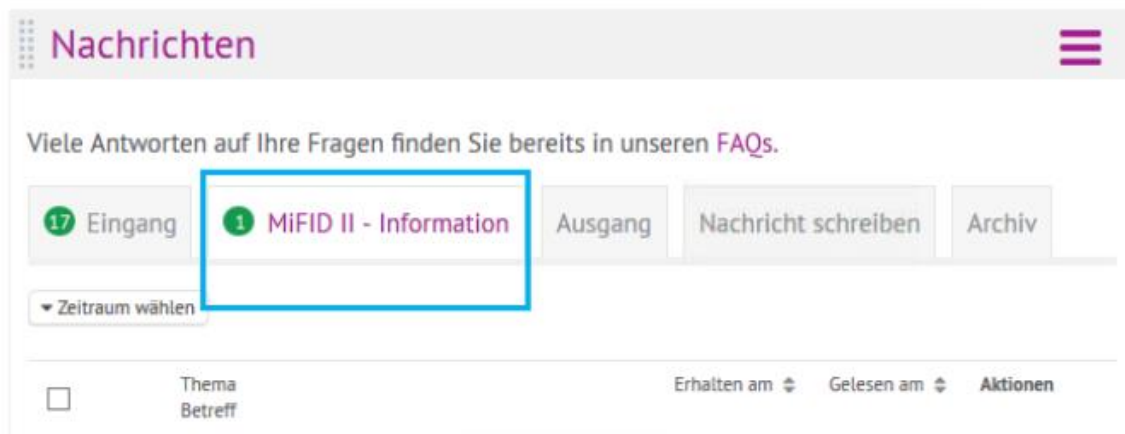 Nachrichten
Viele Antworten auf Ihre Fragen finden Sie bereits in unseren FAQs.
17 Eingang 1 MiFID II - Information Ausgang Nachricht schreiben Archiv
Zeitraum wählen
Thema Erhalten am Gelesen am Aktionen
Betreff